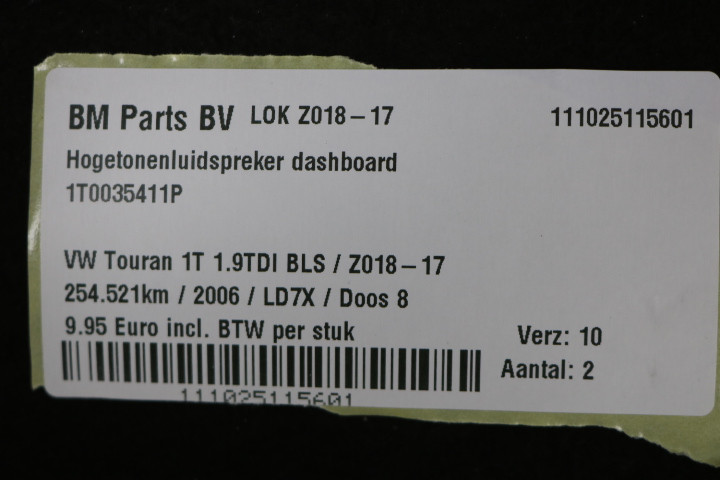 BM Parts BV LOK Z018-17 111025115601
Hogetonenluidspreker dashboard
1T0035411P
VW Touran 1T 1.9TDI BLS / Z018-17
254.521km / 2006 / LD7X / Doos 8
9.95 Euro incl. BTW per stuk Verz: 10
Aantal: 2
111025115601